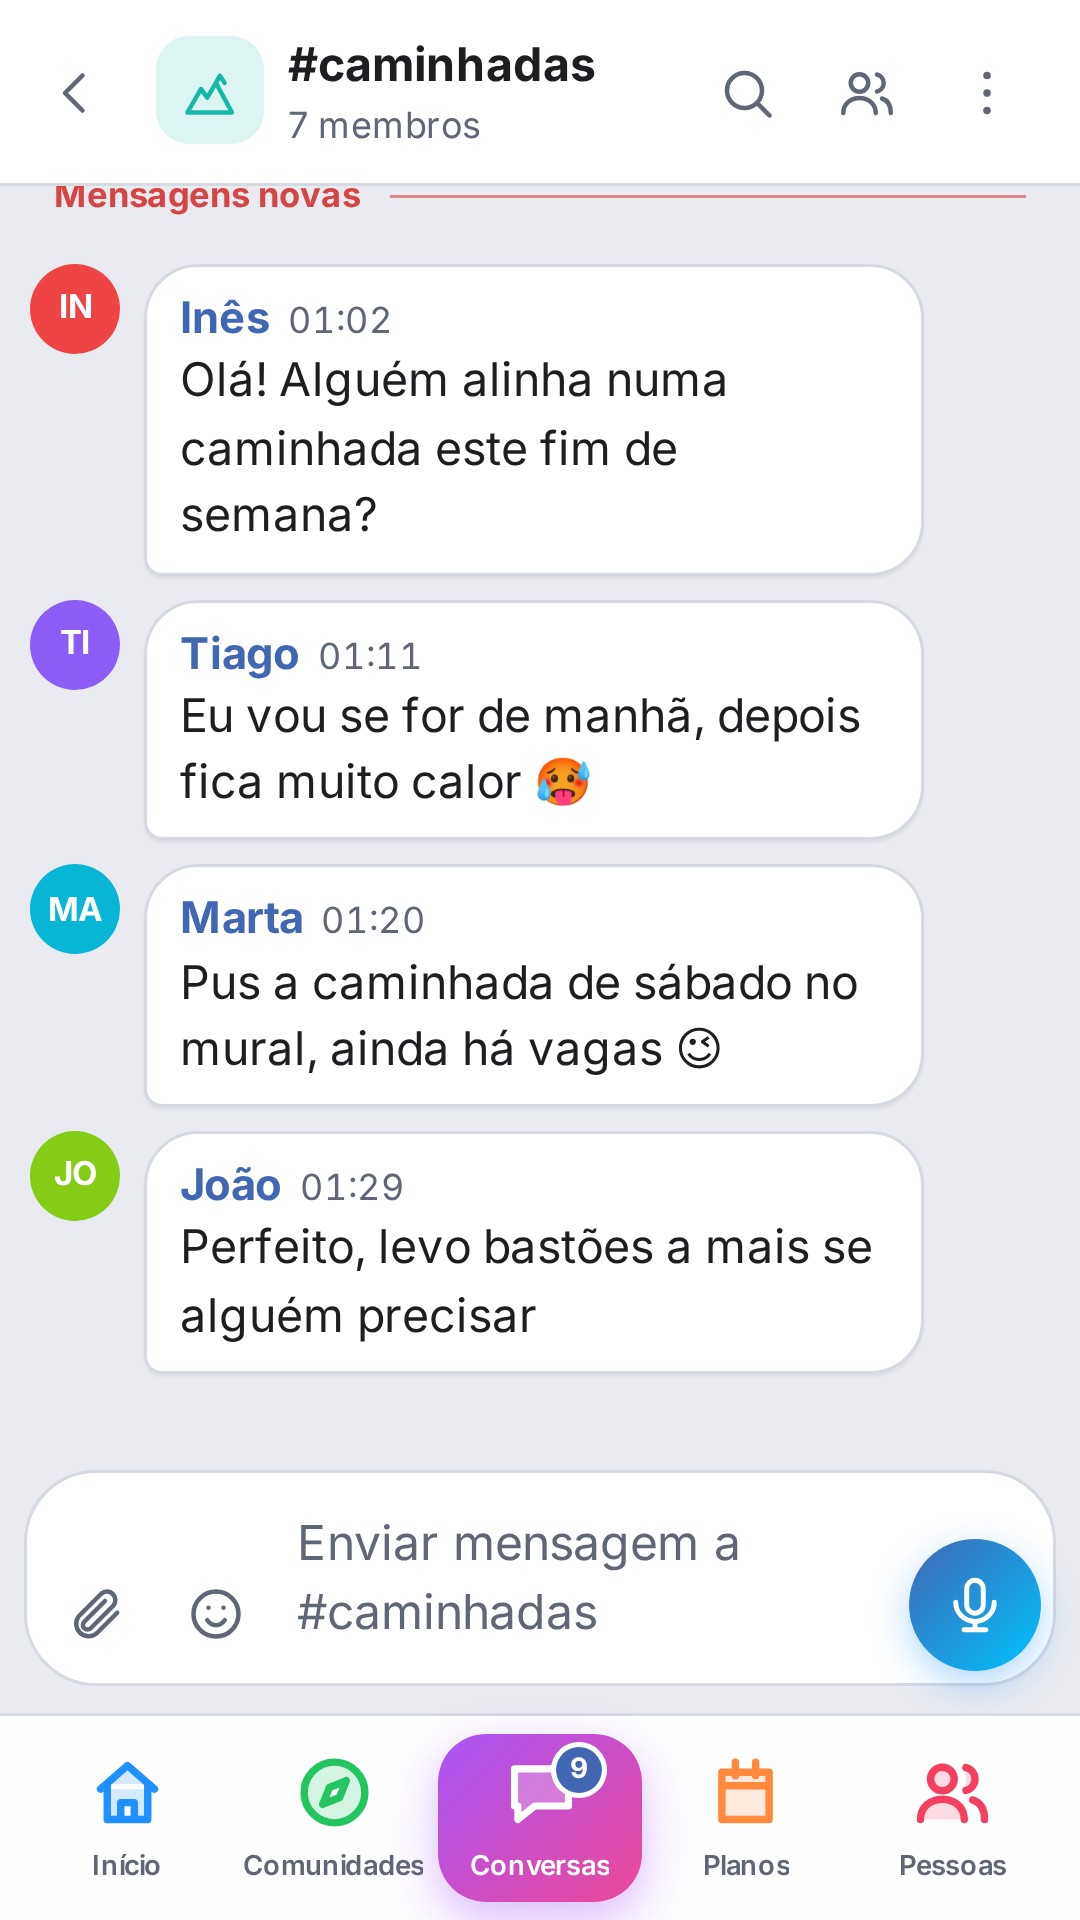 #caminhadas
7 membros
Mensagens novas
IN
Inês 01:02
Olá! Alguém alinha numa
caminhada este fim de
semana?
TI
Tiago 01:11
Eu vou se for de manhã, depois
fica muito calor 🥵
MA
Marta 01:20
Pus a caminhada de sábado no
mural, ainda há vagas 😉
JO
João 01:29
Perfeito, levo bastões a mais se
alguém precisar
Enviar mensagem a
#caminhadas
9
Início
Comunidades
Conversas
Planos
Pessoas